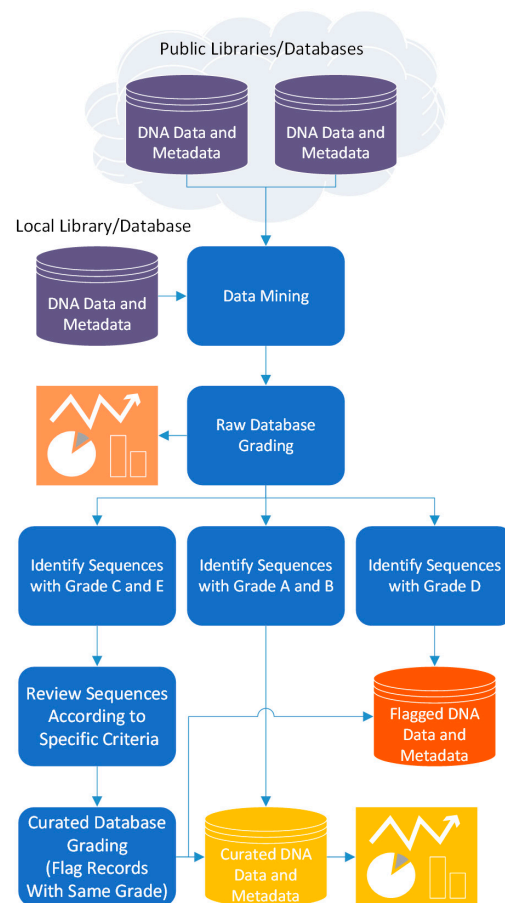 Public Libraries/Databases
DNA Data and
Metadata
DNA Data and
Metadata
Local Library/Database
DNA Data and
Metadata
Data Mining
Raw Database
Grading
Identify Sequences
with Grade C and E
Identify Sequences
with Grade A and B
Identify Sequences
with Grade D
Review Sequences
According to
Specific Criteria
Flagged DNA
Data and
Metadata
Curated Database
Grading
(Flag Records
With Same Grade)
Curated DNA
Data and
Metadata